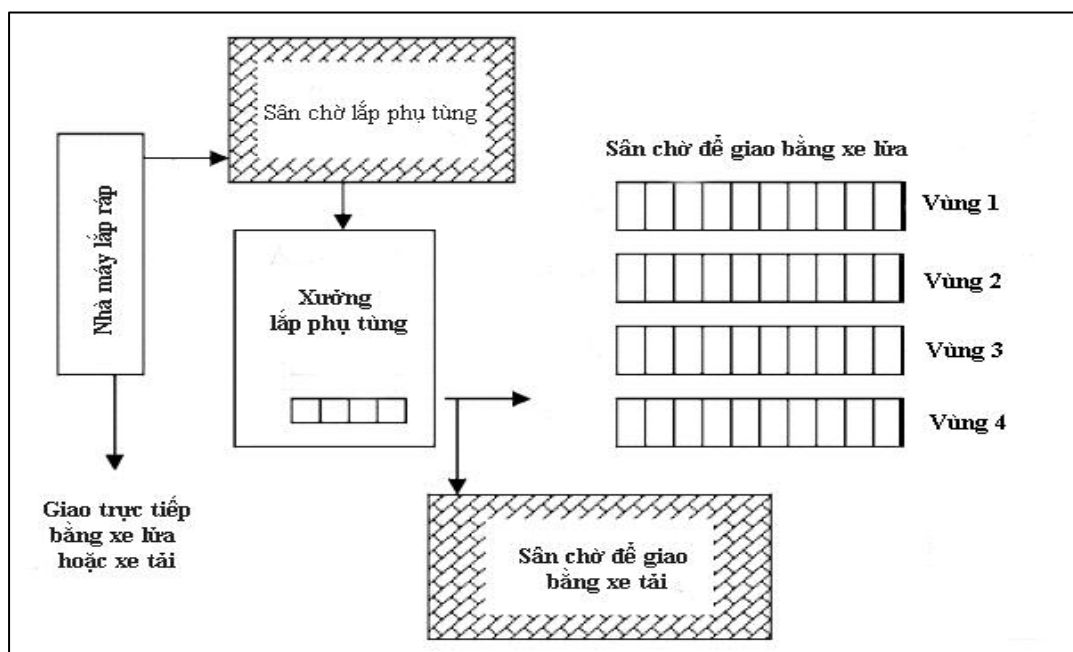 Sân chờ lắp phụ tùng
Nhà máy lắp ráp
Sân chờ để giao bằng xe lửa
Vùng 1
Vùng 2
Vùng 3
Vùng 4
Xưởng
lắp phụ tùng
Giao trực tiếp
bằng xe lửa
hoặc xe tải
Sân chờ để giao
bằng xe tải